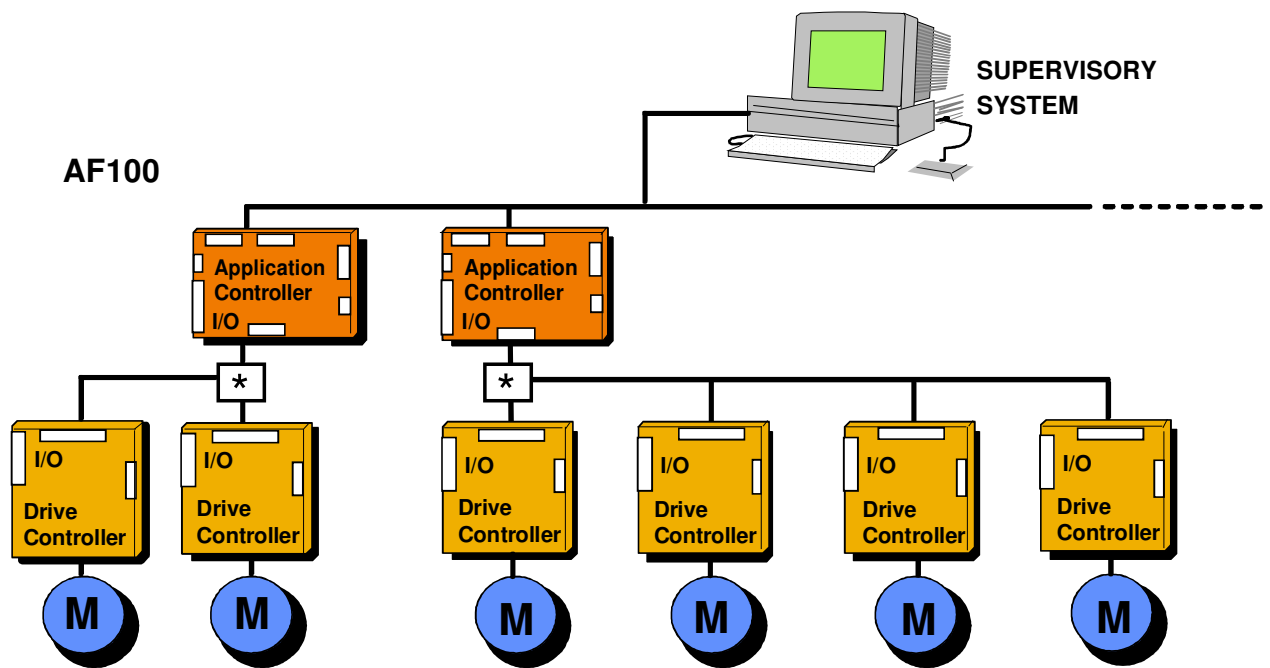 SUPERVISORY
SYSTEM
AF100
Application
Controller
I/O
Application
Controller
I/O
*
*
I/O
Drive
Controller
I/O
Drive
Controller
I/O
Drive
Controller
I/O
Drive
Controller
I/O
Drive
Controller
I/O
Drive
Controller
M
M
M
M
M
M